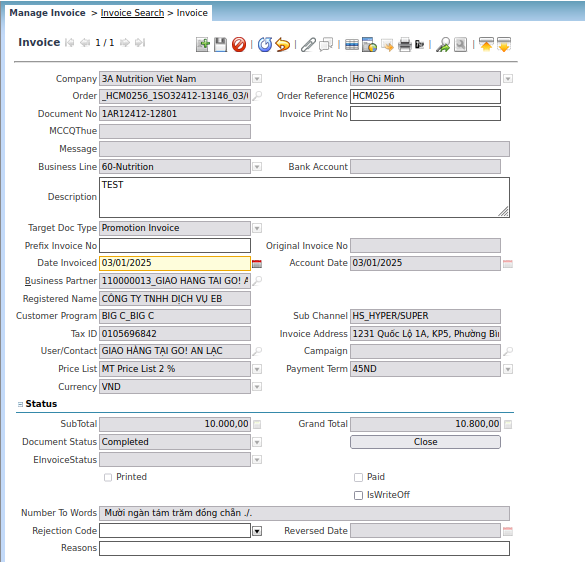 Manage Invoice > Invoice Search > Invoice
Invoice 1 / 1
Company 3A Nutrition Viet Nam Branch Ho Chi Minh
Order _HCM0256_1SO32412-13146_03/ Order Reference HCM0256
Document No 1AR12412-12801 Invoice Print No
MCCQThue
Message
Business Line 60-Nutrition Bank Account
Description TEST
Target Doc Type Promotion Invoice
Prefix Invoice No Original Invoice No
Date Invoiced 03/01/2025 Account Date 03/01/2025
Business Partner 110000013_GIAO HANG TAI GO! A
Registered Name CÔNG TY TNHH DỊCH VỤ EB
Customer Program BIG C_BIG C Sub Channel HS_HYPER/SUPER
Tax ID 0105696842 Invoice Address 1231 Quốc Lộ 1A, KP5, Phường Bì
User/Contact GIAO HÀNG TẠI GO! AN LẠC Campaign
Price List MT Price List 2 % Payment Term 45ND
Currency VND
Status
SubTotal 10.000,00 Grand Total 10.800,00
Document Status Completed Close
EInvoiceStatus
Printed Paid
IsWriteOff
Number To Words Mười ngàn tám trăm đồng chẵn ./.
Rejection Code Reversed Date
Reasons